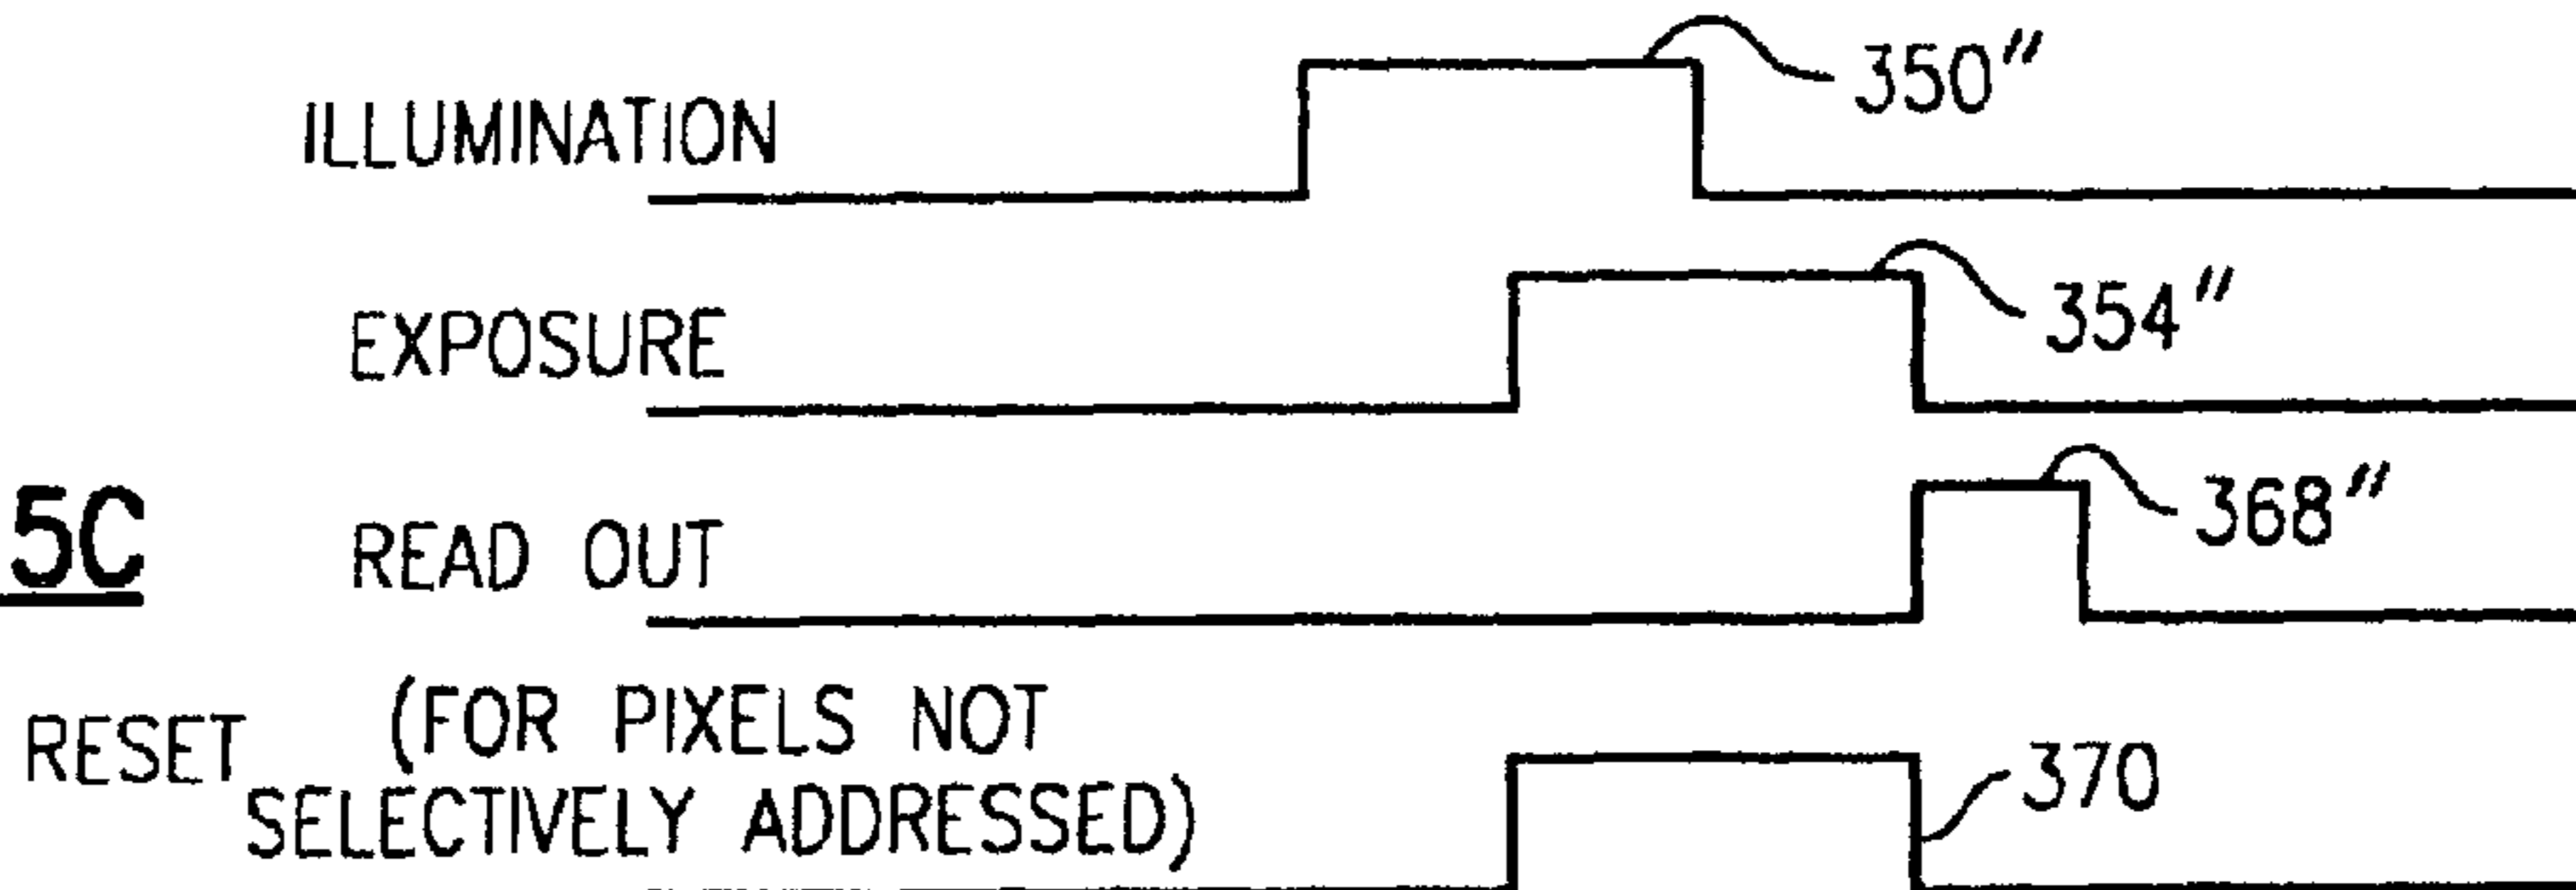 ILLUMINATION
350"
EXPOSURE
354"
5C
READ OUT
368"
RESET (FOR PIXELS NOT
SELECTIVELY ADDRESSED)
370